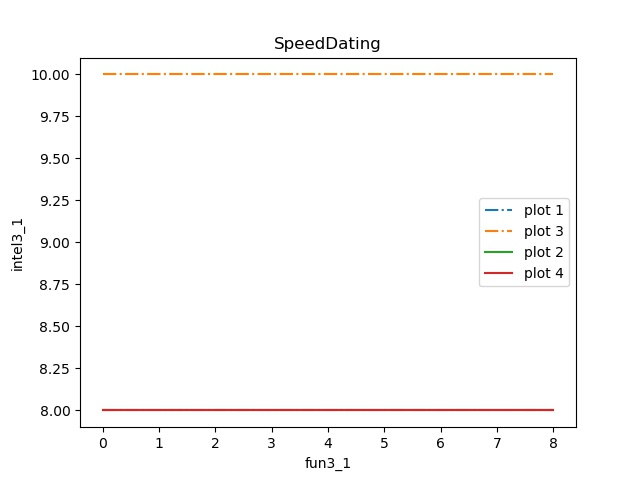 SpeedDating
10.00
9.75
9.50
9.25
9.00
8.75
8.50
8.25
8.00
intel3_1
plot 1
plot 3
plot 2
plot 4
0 1 2 3 4 5 6 7 8
fun3_1